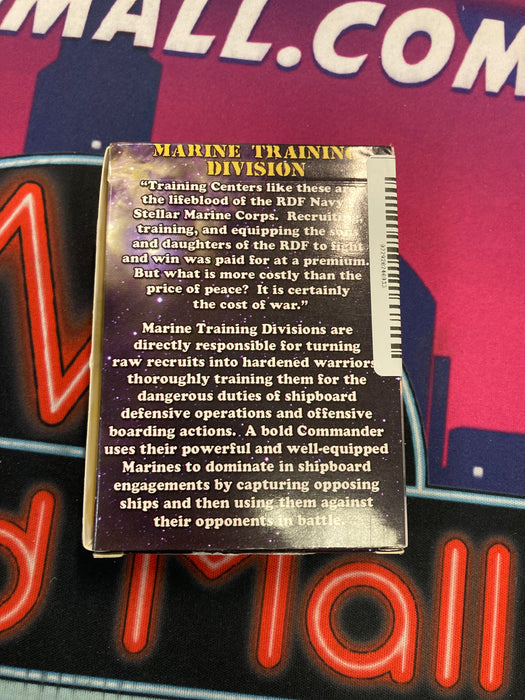 MALL.COM
MARINE TRAINING
DIVISION
"Training Centers like these are
the lifeblood of the RDF Navy
Stellar Marine Corps. Recruiting,
training, and equipping the sons
and daughters of the RDF to fight
and win was paid for at a premium.
But what is more costly than the
price of peace? It is certainly
the cost of war."
Marine Training Divisions are
directly responsible for turning
raw recruits into hardened warriors,
thoroughly training them for the
dangerous duties of shipboard
defensive operations and offensive
boarding actions. A bold Commander
uses their powerful and well-equipped
Marines to dominate in shipboard
engagements by capturing opposing
ships and then using them against
their opponents in battle.
d Mall